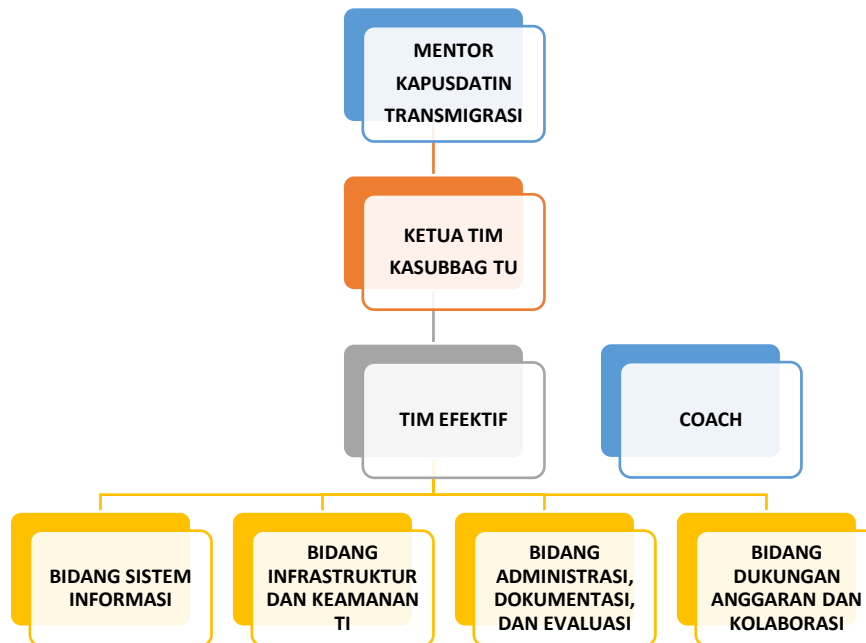 MENTOR
KAPUSDATIN
TRANSMIGRASI
KETUA TIM
KASUBBAG TU
TIM EFEKTIF
COACH
BIDANG SISTEM
INFORMASI
BIDANG
INFRASTRUKTUR
DAN KEAMANAN
TI
BIDANG
ADMINISTRASI,
DOKUMENTASI,
DAN EVALUASI
BIDANG
DUKUNGAN
ANGGARAN DAN
KOLABORASI